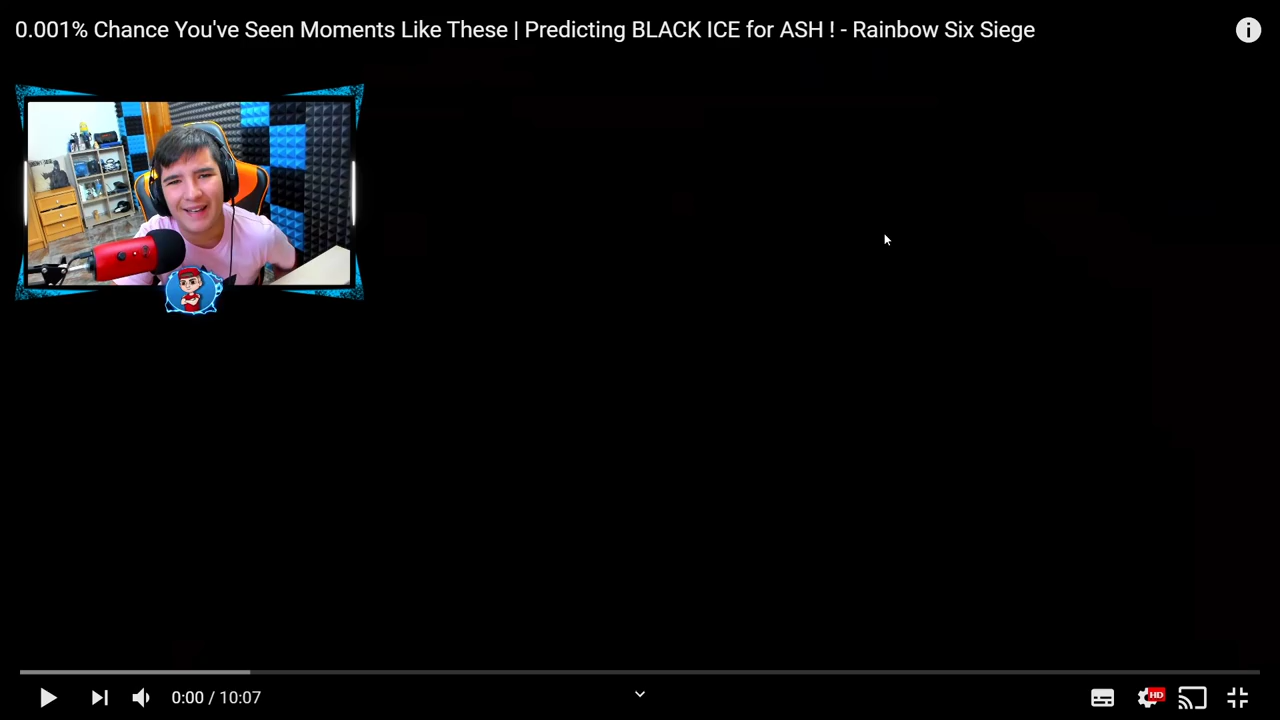 0.001% Chance You've Seen Moments Like These | Predicting BLACK ICE for ASH ! - Rainbow Six Siege
0:00 / 10:07
HD